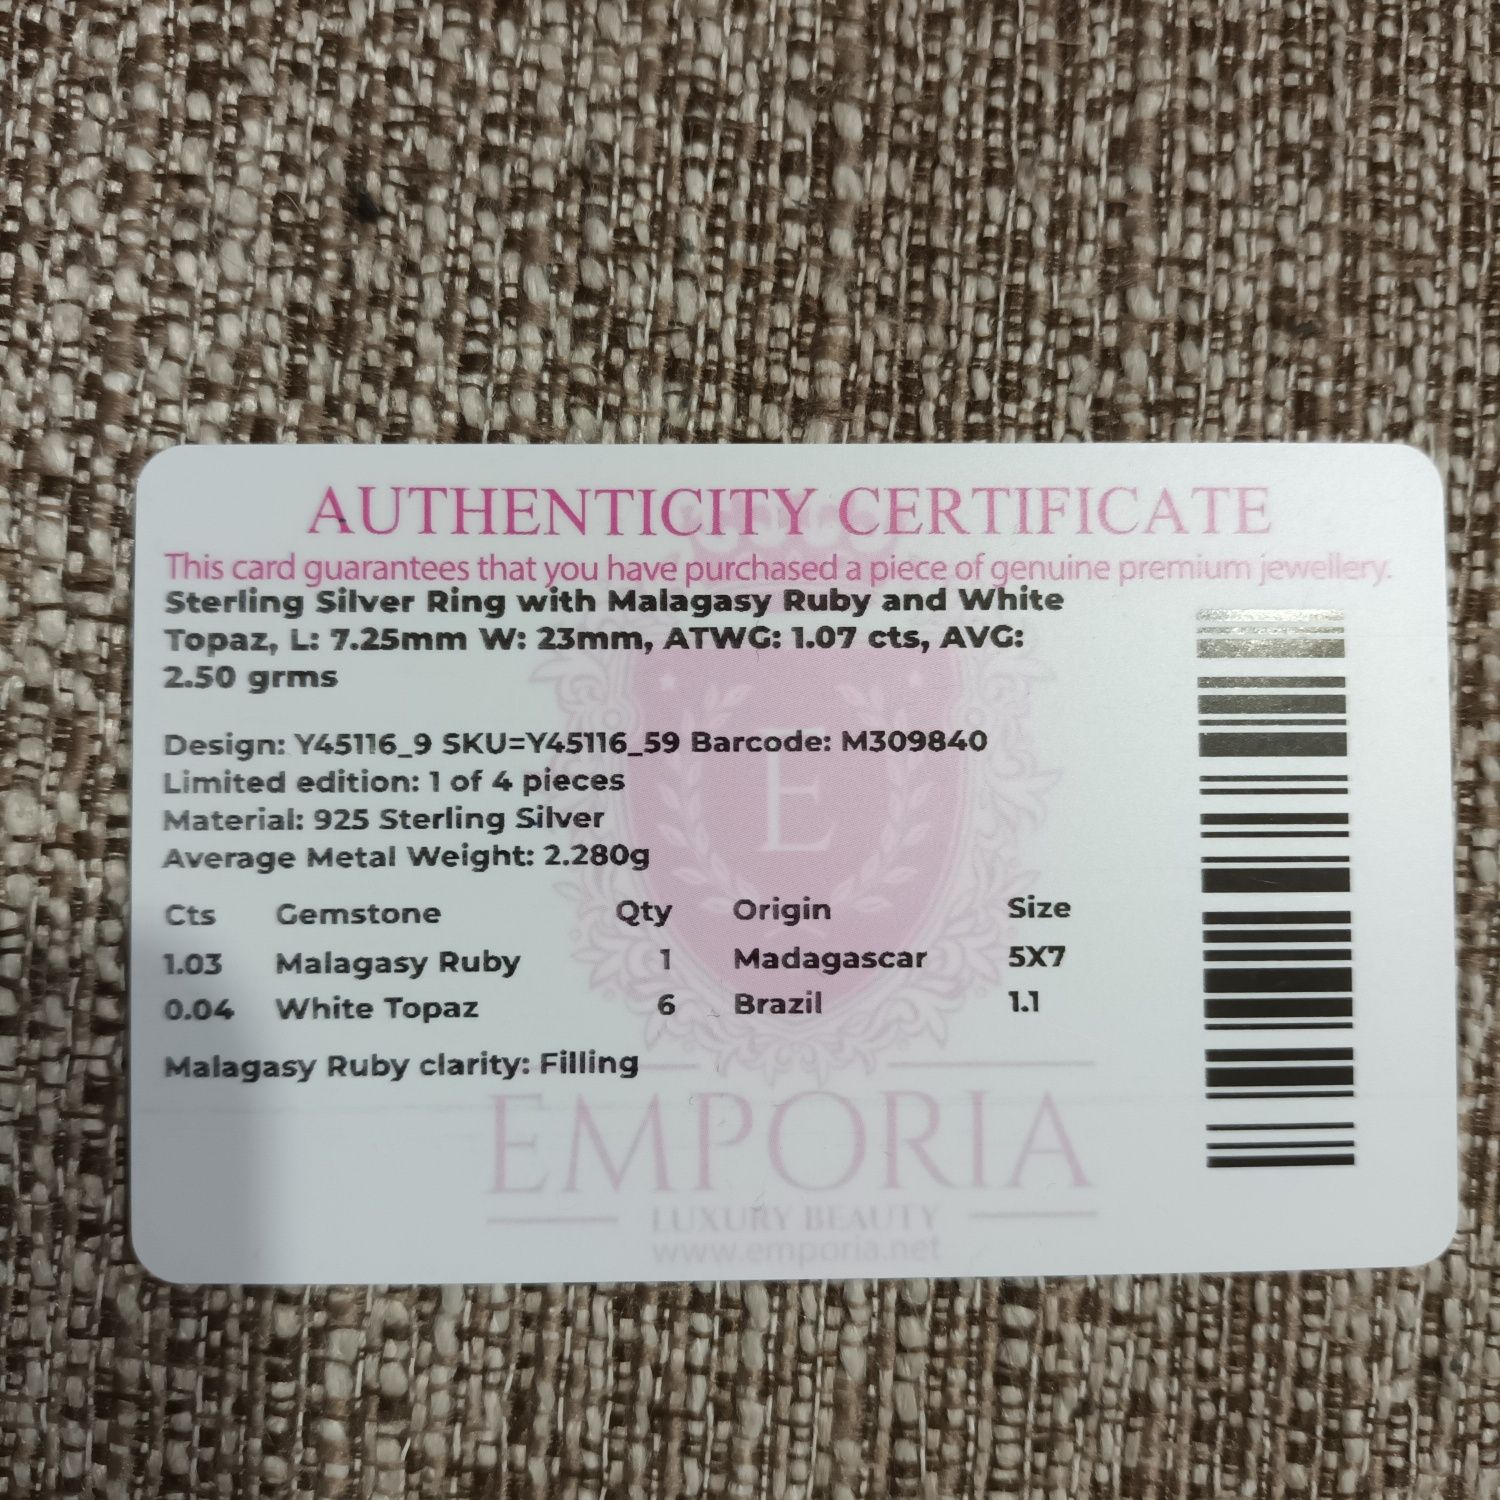 AUTHENTICITY CERTIFICATE
This card guarantees that you have purchased a piece of genuine premium jewellery.
Sterling Silver Ring with Malagasy Ruby and White
Topaz, L: 7.25mm W: 23mm, ATWG: 1.07 cts, AVG:
2.50 grms
Design: Y45116_9 SKU=Y45116_59 Barcode: M309840
Limited edition: 1 of 4 pieces
Material: 925 Sterling Silver
Average Metal Weight: 2.280g
Cts Gemstone Qty Origin Size
1.03 Malagasy Ruby 1 Madagascar 5X7
0.04 White Topaz 6 Brazil 1.1
Malagasy Ruby clarity: Filling
E
EMPORIA
LUXURY BEAUTY
www.emporia.net